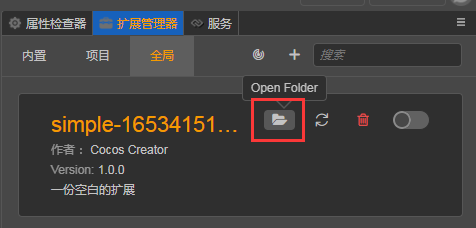 属性检查器 扩展管理器 服务
内置 项目 全局 搜索
Open Folder
simple-16534151...
作者： Cocos Creator
Version: 1.0.0
一份空白的扩展